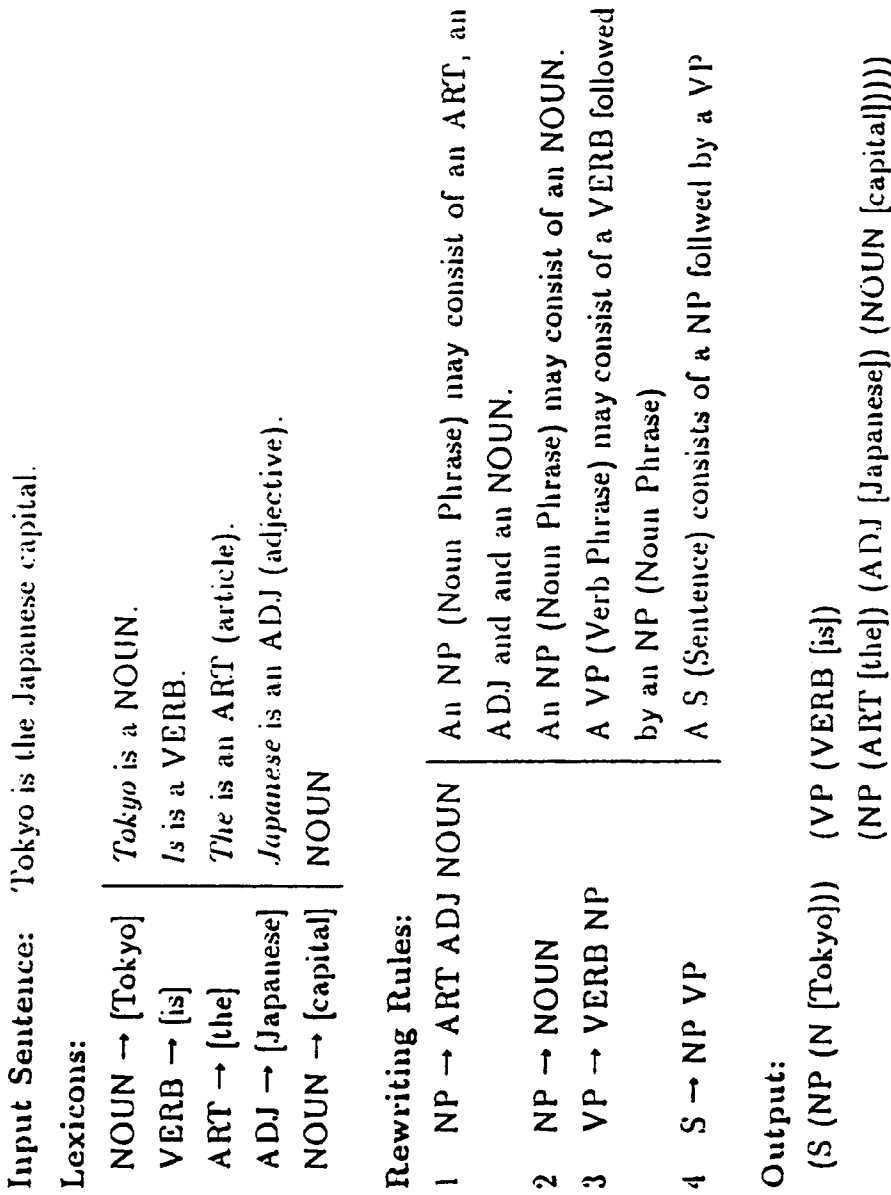 Input Sentence: Tokyo is the Japanese capital.
Lexicons:
NOUN → [Tokyo] Tokyo is a NOUN.
VERB → [is] Is is a VERB.
ART → [the] The is an ART (article).
ADJ → [Japanese] Japanese is an ADJ (adjective).
NOUN → [capital] NOUN
Rewriting Rules:
1 NP → ART ADJ NOUN An NP (Noun Phrase) may consist of an ART, an
ADJ and and an NOUN.
2 NP → NOUN An NP (Noun Phrase) may consist of an NOUN.
3 VP → VERB NP A VP (Verb Phrase) may consist of a VERB followed
by an NP (Noun Phrase)
4 S → NP VP A S (Sentence) consists of a NP follwed by a VP
Output:
(S (NP (N [Tokyo])) (VP (VERB [is])
(NP (ART [the]) (ADJ [Japanese]) (NOUN [capital]))))))